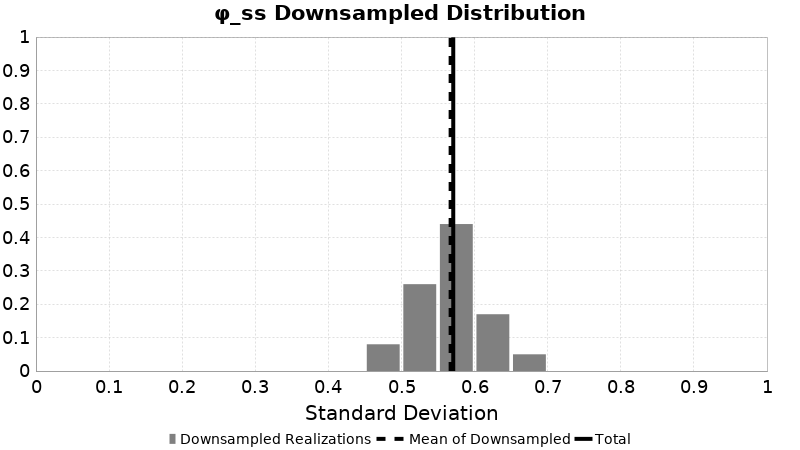 φ_ss Downsampled Distribution
1
0.9
0.8
0.7
0.6
0.5
0.4
0.3
0.2
0.1
0
0 0.1 0.2 0.3 0.4 0.5 0.6 0.7 0.8 0.9 1
Standard Deviation
Downsampled Realizations Mean of Downsampled Total